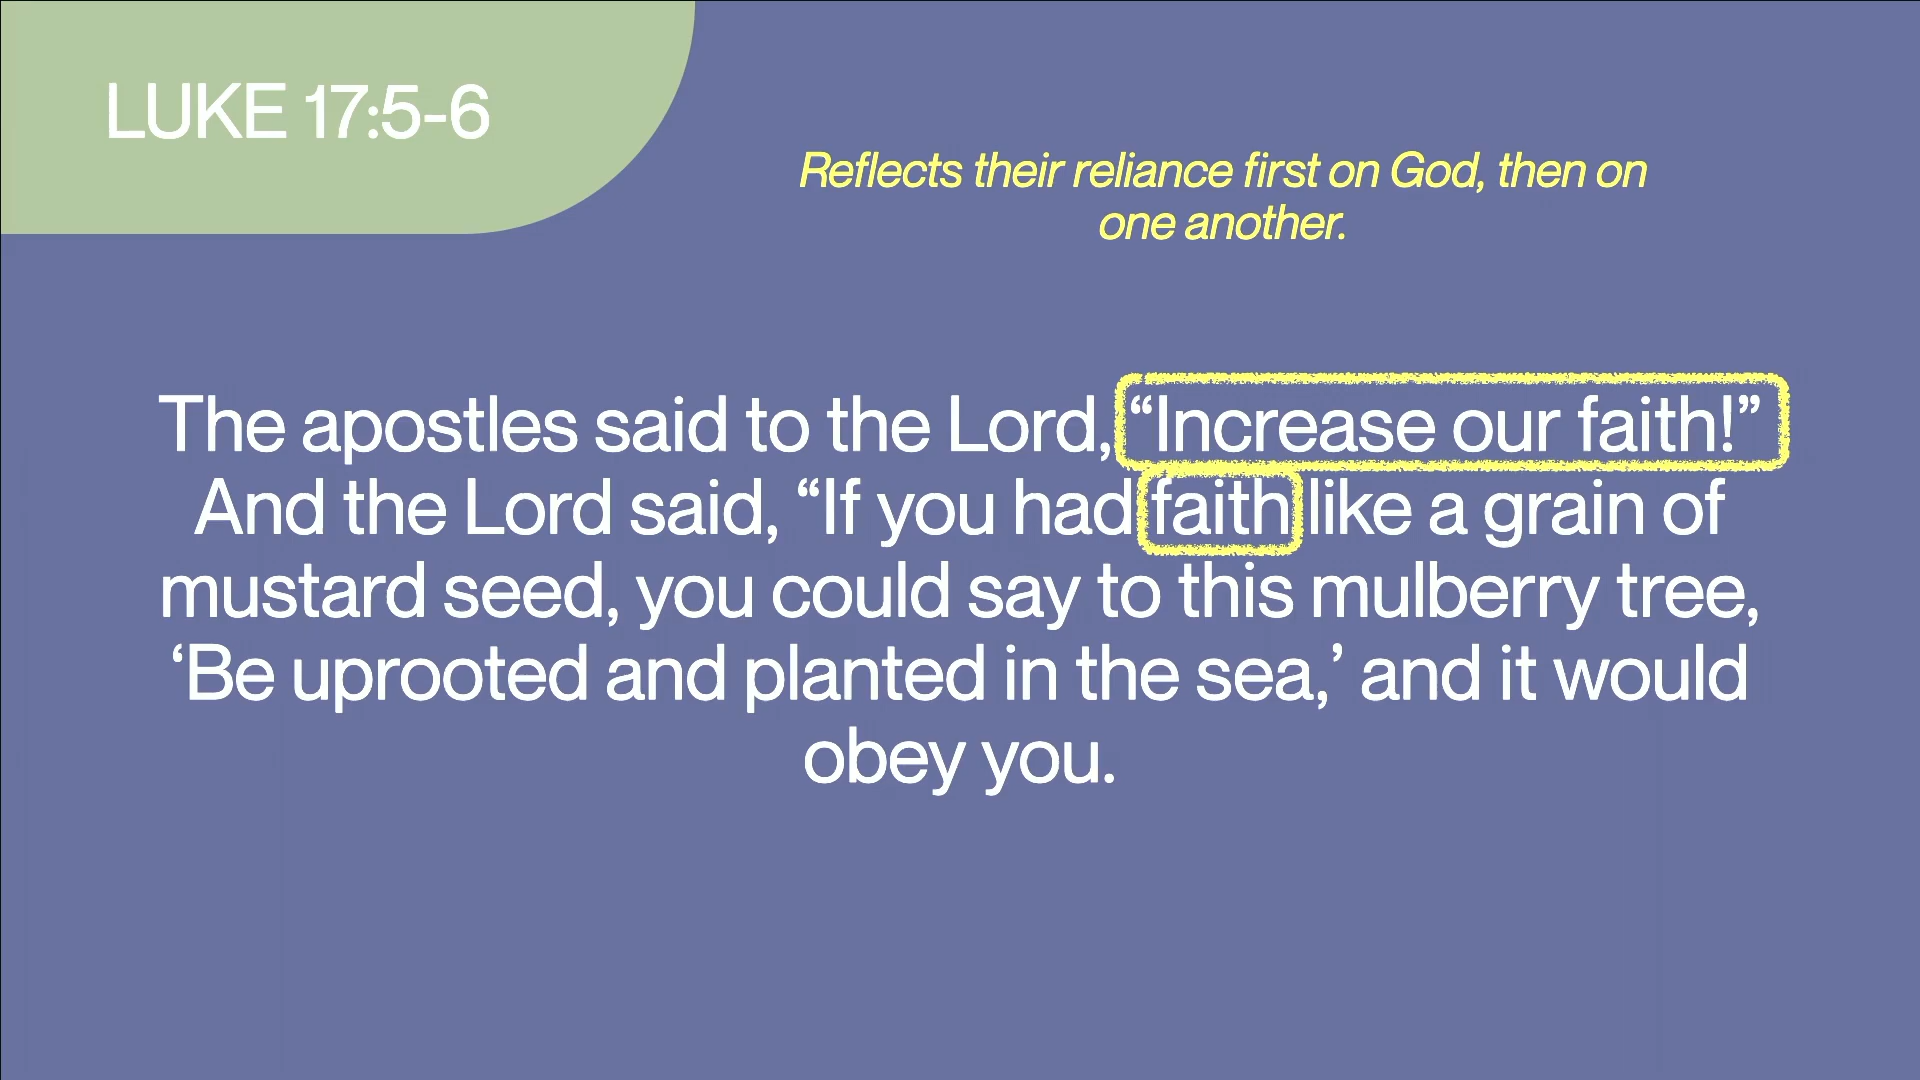 LUKE 17:5-6
Reflects their reliance first on God, then on
one another.
The apostles said to the Lord, “Increase our faith!”
And the Lord said, “If you had faith like a grain of
mustard seed, you could say to this mulberry tree,
‘Be uprooted and planted in the sea,’ and it would
obey you.